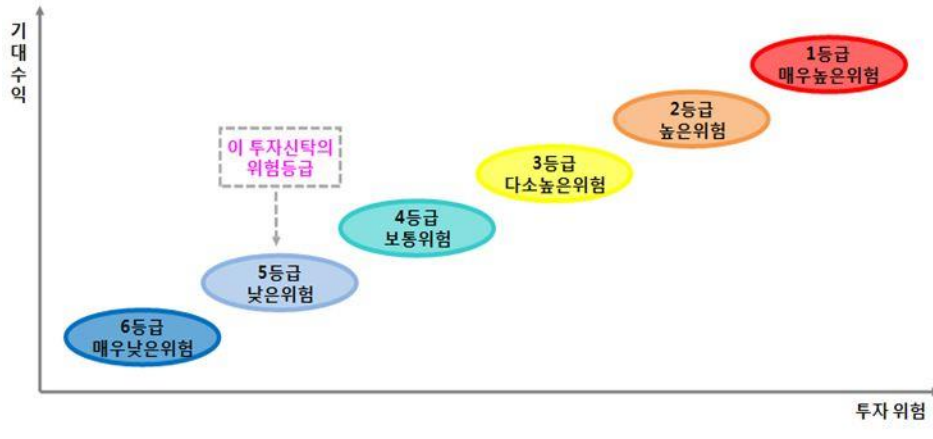 기대수익
1등급
매우높은위험
2등급
높은위험
이 투자신탁의
위험등급
3등급
다소높은위험
4등급
보통위험
5등급
낮은위험
6등급
매우낮은위험
투자 위험